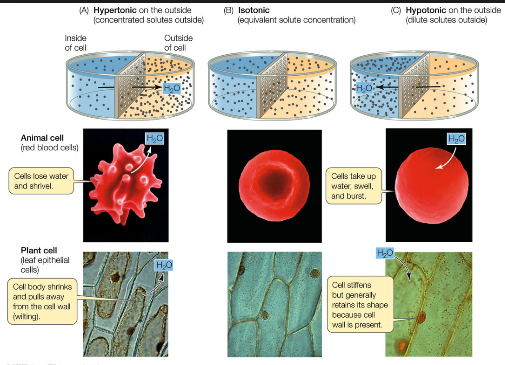 (A) Hypertonic on the outside
(concentrated solutes outside)
(B) Isotonic
(equivalent solute concentration)
(C) Hypotonic on the outside
(dilute solutes outside)
Inside
of cell
Outside
of cell
H₂O
H₂O
Animal cell
(red blood cells)
H₂O
H₂O
Cells lose water
and shrivel.
Cells take up
water, swell,
and burst.
Plant cell
(leaf epithelial
cells)
H₂O
H₂O
Cell body shrinks
and pulls away
from the cell wall
(wilting).
Cell stiffens
but generally
retains its shape
because cell
wall is present.